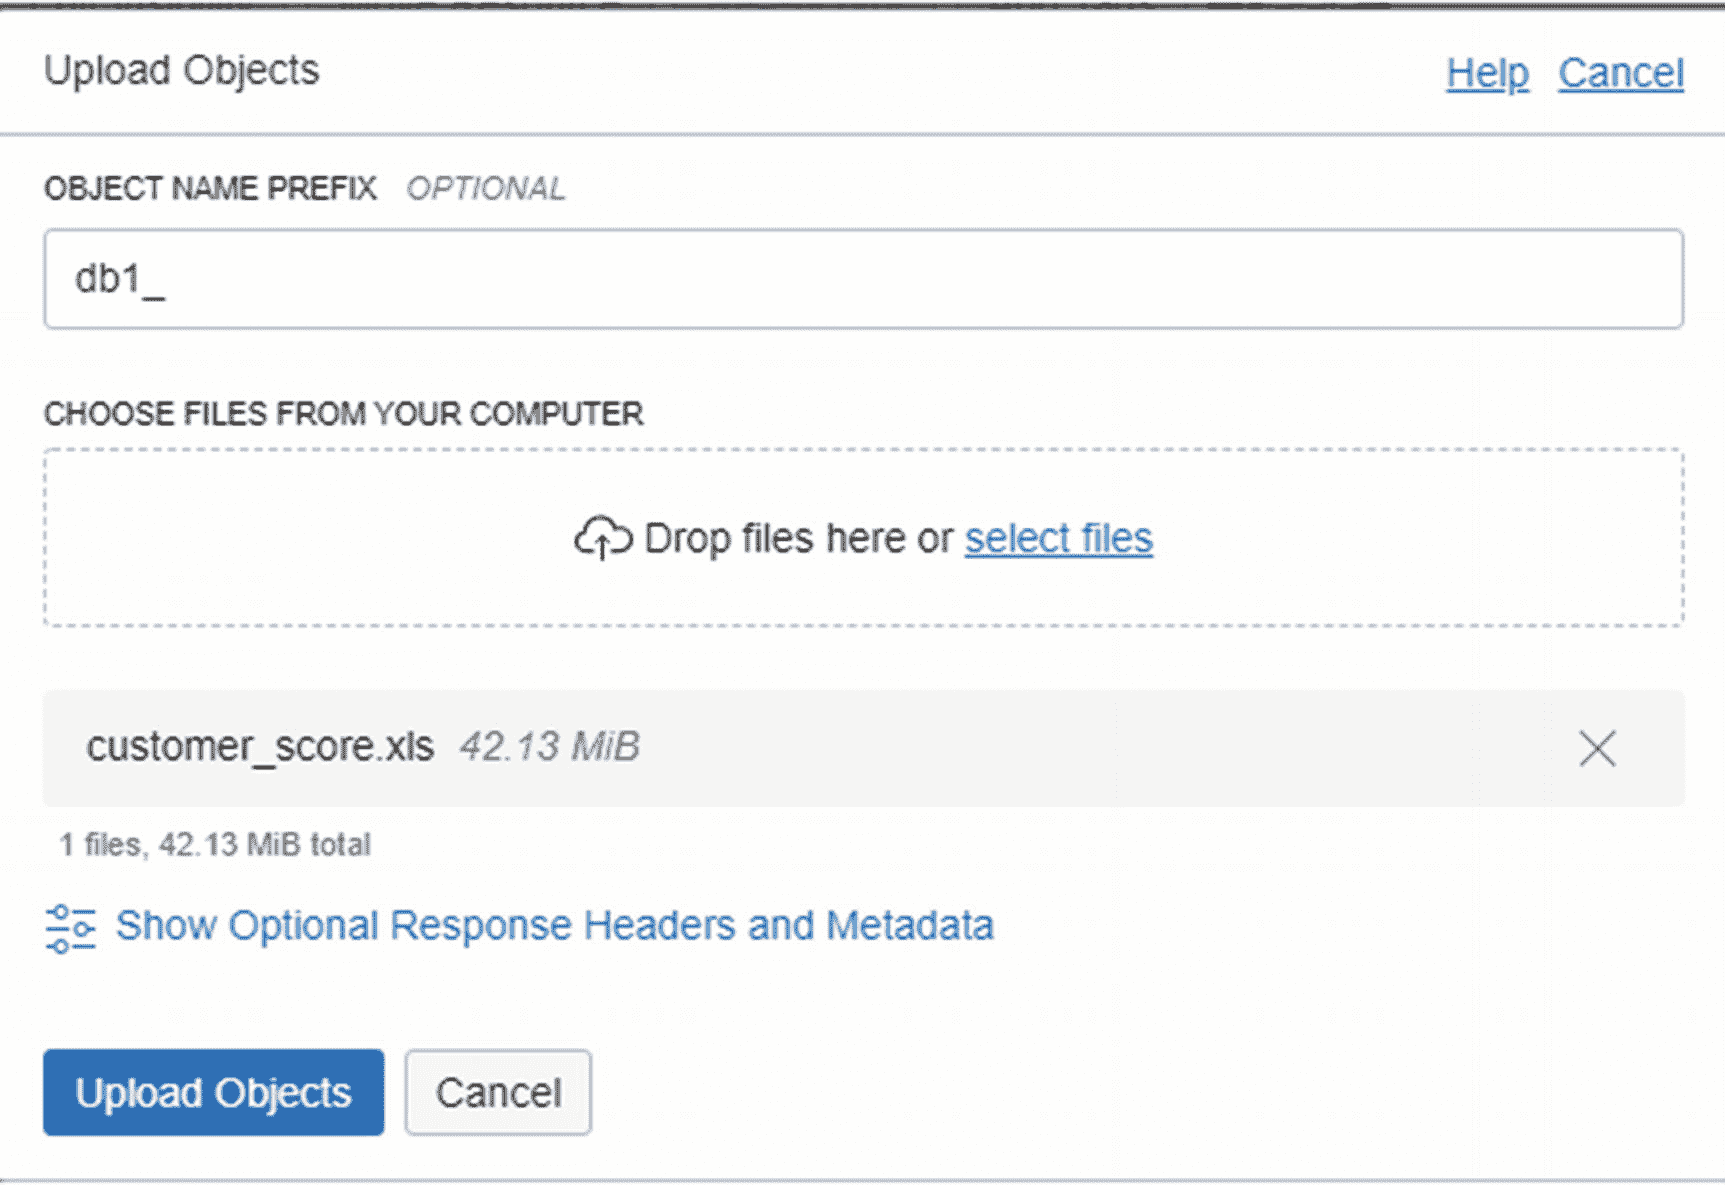 Upload Objects Help Cancel
OBJECT NAME PREFIX OPTIONAL
db1_
CHOOSE FILES FROM YOUR COMPUTER
Drop files here or select files
customer_score.xls 42.13 MiB
1 files, 42.13 MiB total
Show Optional Response Headers and Metadata
Upload Objects Cancel